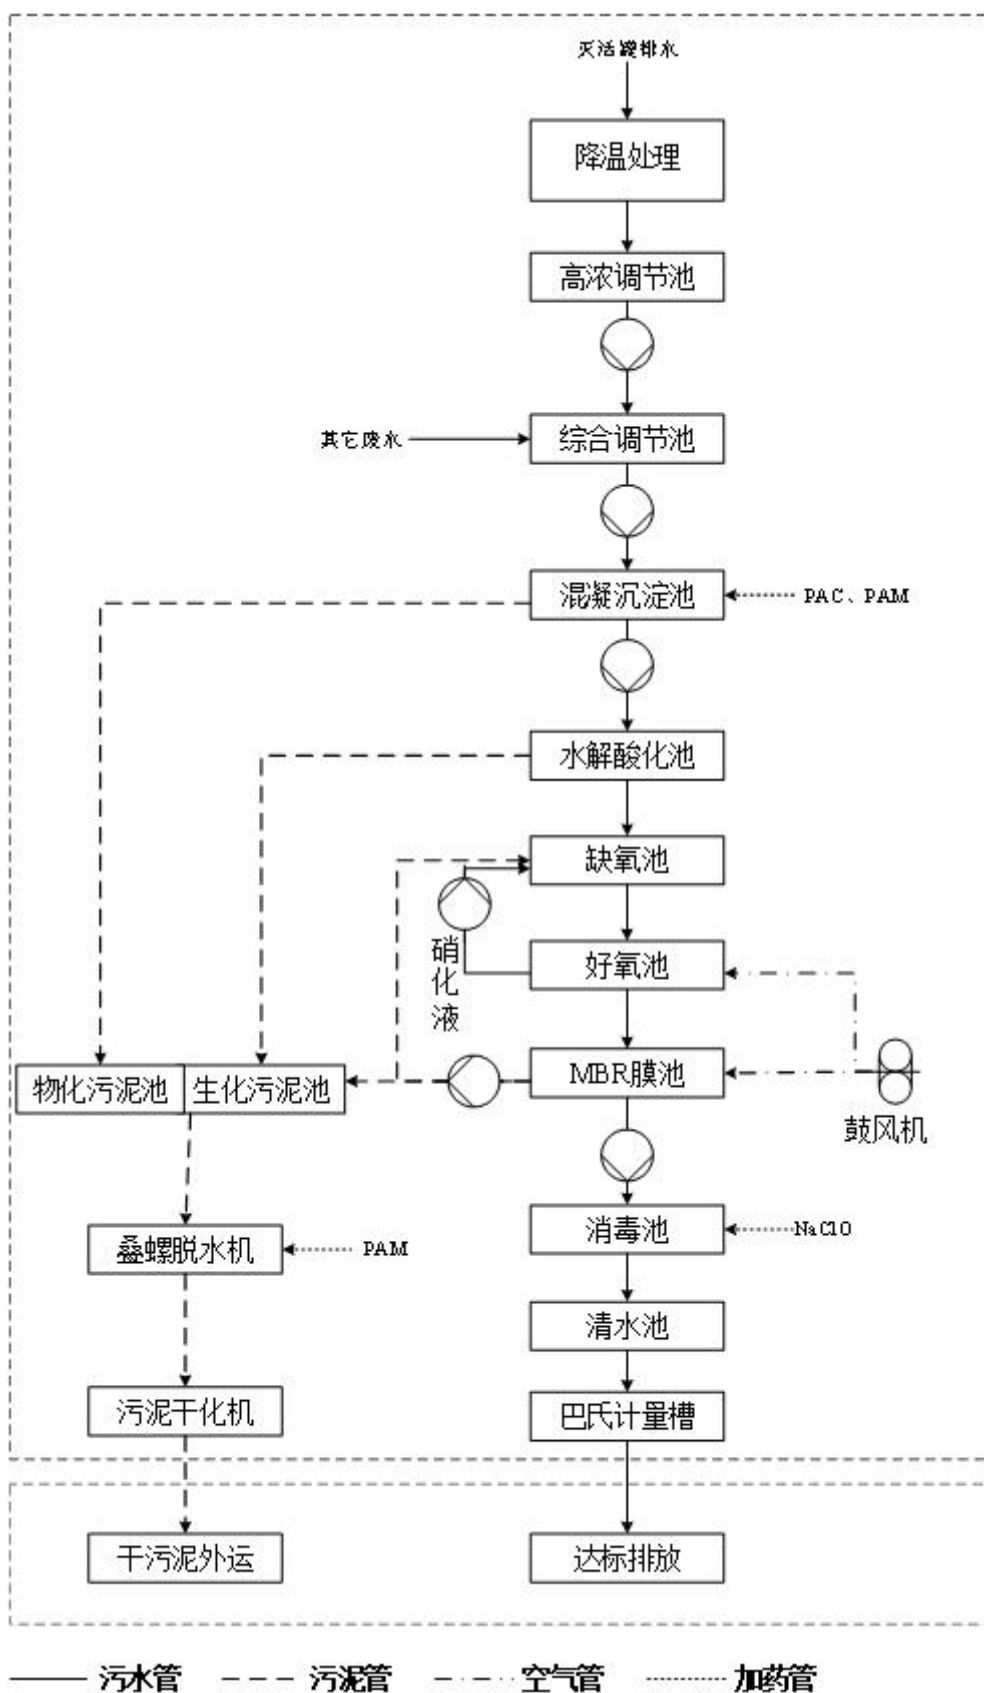 灭活罐排水
降温处理
高浓调节池
其它废水
综合调节池
混凝沉淀池
PAC、PAM
水解酸化池
缺氧池
硝化液
好氧池
物化污泥池
生化污泥池
MBR膜池
鼓风机
消毒池
NaClO
叠螺脱水机
PAM
清水池
污泥干化机
巴氏计量槽
干污泥外运
达标排放
污水管
污泥管
空气管
加药管